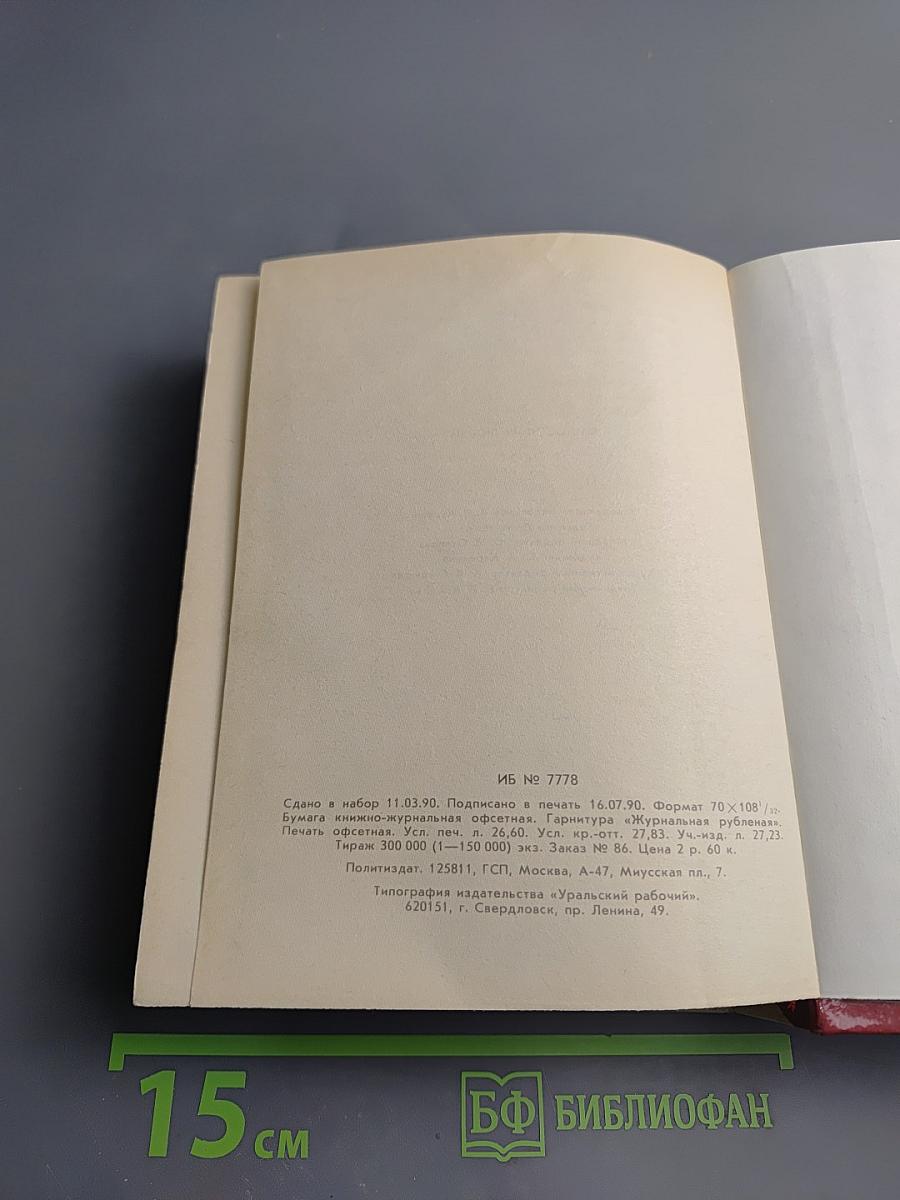 ИБ № 7778
Сдано в набор 11.03.90. Подписано в печать 16.07.90. Формат 70×108¹/₃₂.
Бумага книжно-журнальная офсетная. Гарнитура «Журнальная рубленая».
Печать офсетная. Усл. печ. л. 26,60. Усл. кр.-отт. 27,83. Уч.-изд. л. 27,23.
Тираж 300 000 (1—150 000) экз. Заказ № 86. Цена 2 р. 60 к.
Политиздат. 125811, ГСП, Москва, А-47, Миусская пл., 7.
Типография издательства «Уральский рабочий».
620151, г. Свердловск, пр. Ленина, 49.
15 см
БФ БИБЛИОФАН